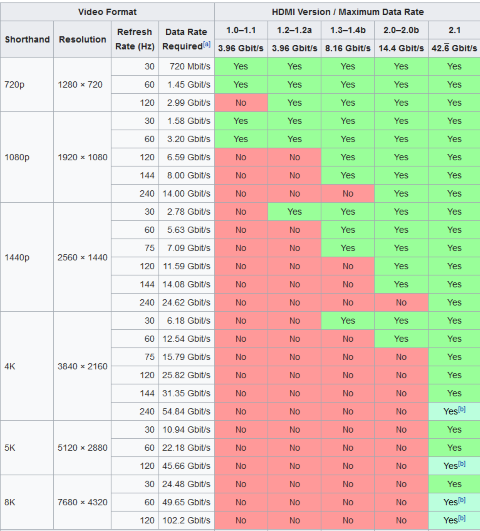 Video Format HDMI Version / Maximum Data Rate
Shorthand Resolution Refresh Rate (Hz) Data Rate Required[a] 1.0–1.1 1.2–1.2a 1.3–1.4b 2.0–2.0b 2.1
3.96 Gbit/s 3.96 Gbit/s 8.16 Gbit/s 14.4 Gbit/s 42.6̅ Gbit/s
720p 1280 × 720 30 720 Mbit/s Yes Yes Yes Yes Yes
60 1.45 Gbit/s Yes Yes Yes Yes Yes
120 2.99 Gbit/s No Yes Yes Yes Yes
1080p 1920 × 1080 30 1.58 Gbit/s Yes Yes Yes Yes Yes
60 3.20 Gbit/s Yes Yes Yes Yes Yes
120 6.59 Gbit/s No No Yes Yes Yes
144 8.00 Gbit/s No No Yes Yes Yes
240 14.00 Gbit/s No No No Yes Yes
1440p 2560 × 1440 30 2.78 Gbit/s No Yes Yes Yes Yes
60 5.63 Gbit/s No No Yes Yes Yes
75 7.09 Gbit/s No No Yes Yes Yes
120 11.59 Gbit/s No No No Yes Yes
144 14.08 Gbit/s No No No Yes Yes
240 24.62 Gbit/s No No No No Yes
4K 3840 × 2160 30 6.18 Gbit/s No No Yes Yes Yes
60 12.54 Gbit/s No No No Yes Yes
75 15.79 Gbit/s No No No No Yes
120 25.82 Gbit/s No No No No Yes
144 31.35 Gbit/s No No No No Yes
240 54.84 Gbit/s No No No No Yes[b]
5K 5120 × 2880 30 10.94 Gbit/s No No No No Yes
60 22.18 Gbit/s No No No No Yes
120 45.66 Gbit/s No No No No Yes[b]
8K 7680 × 4320 30 24.48 Gbit/s No No No No Yes
60 49.65 Gbit/s No No No No Yes[b]
120 102.2 Gbit/s No No No No Yes[b]